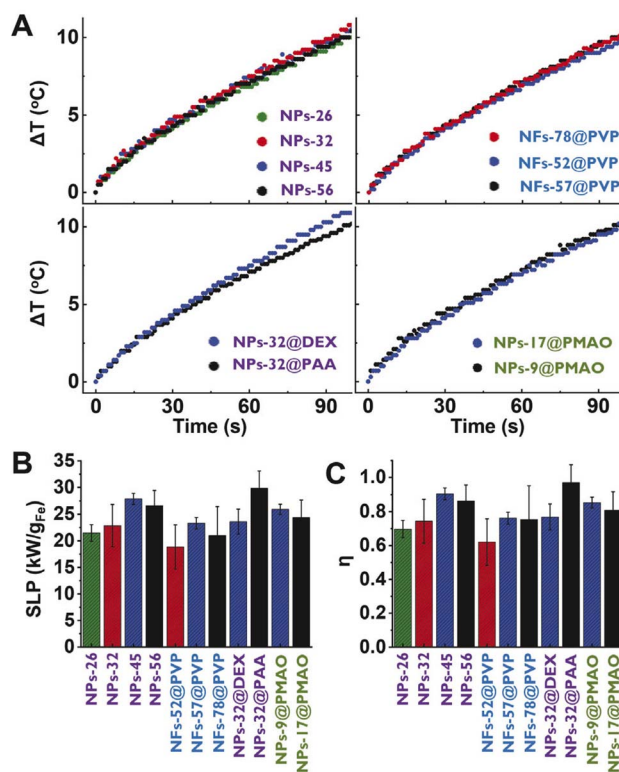 A
ΔT (°C)
10
5
0
NPs-26
NPs-32
NPs-45
NPs-56
NFs-78@PVP
NFs-52@PVP
NFs-57@PVP
ΔT (°C)
10
5
0
NPs-32@DEX
NPs-32@PAA
NPs-17@PMAO
NPs-9@PMAO
0 30 60 90
0 30 60 90
Time (s)
Time (s)
B
SLP (kW/gFe)
35
30
25
20
15
10
5
0
NPs-26
NPs-32
NPs-45
NPs-56
NFs-52@PVP
NFs-57@PVP
NFs-78@PVP
NPs-32@DEX
NPs-32@PAA
NPs-9@PMAO
NPs-17@PMAO
C
η
1.0
0.8
0.6
0.4
0.2
0.0
NPs-26
NPs-32
NPs-45
NPs-56
NFs-52@PVP
NFs-57@PVP
NFs-78@PVP
NPs-32@DEX
NPs-32@PAA
NPs-9@PMAO
NPs-17@PMAO